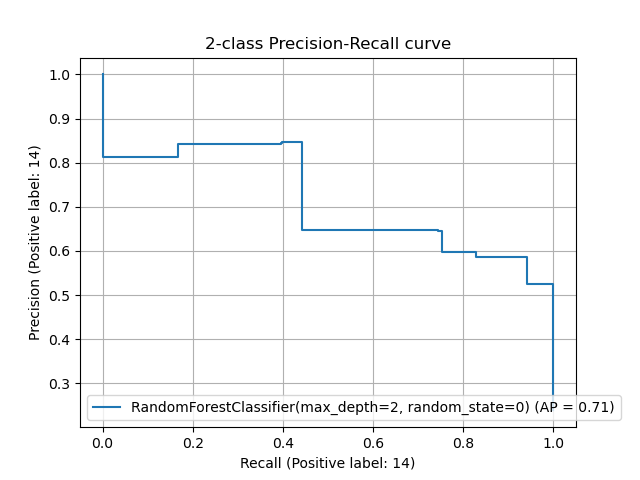 2-class Precision-Recall curve
1.0
0.9
0.8
0.7
0.6
0.5
0.4
0.3
Precision (Positive label: 14)
RandomForestClassifier(max_depth=2, random_state=0) (AP = 0.71)
0.0 0.2 0.4 0.6 0.8 1.0
Recall (Positive label: 14)